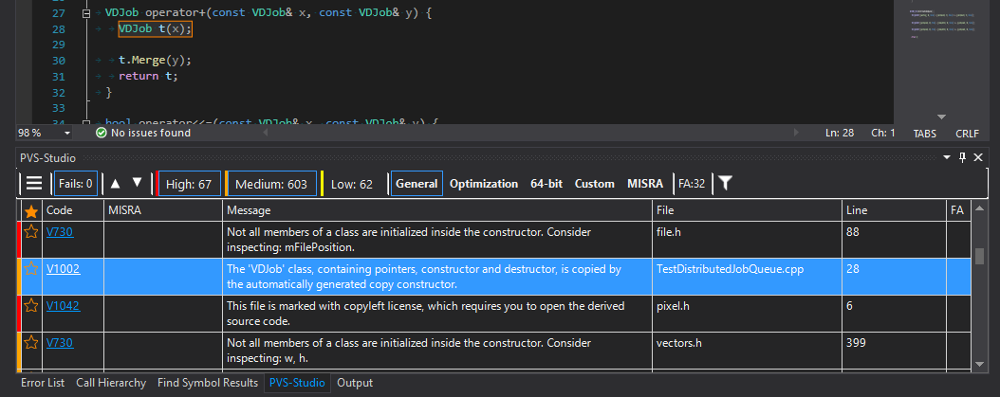 27 VDJob operator+(const VDJob& x, const VDJob& y) {
28 VDJob t(x);
29
30 t.Merge(y);
31 return t;
32 }
33
34 bool operator<<=(const VDJob& x, const VDJob& y) {
98 % No issues found Ln: 28 Ch: 1 TABS CRLF
PVS-Studio
Fails: 0 High: 67 Medium: 603 Low: 62 General Optimization 64-bit Custom MISRA FA:32
Code MISRA Message File Line FA
V730 Not all members of a class are initialized inside the constructor. Consider file.h 88
inspecting: mFilePosition.
V1002 The 'VDJob' class, containing pointers, constructor and destructor, is copied by TestDistributedJobQueue.cpp 28
the automatically generated copy constructor.
V1042 This file is marked with copyleft license, which requires you to open the derived pixel.h 6
source code.
V730 Not all members of a class are initialized inside the constructor. Consider vectors.h 399
inspecting: w, h.
Error List Call Hierarchy Find Symbol Results PVS-Studio Output